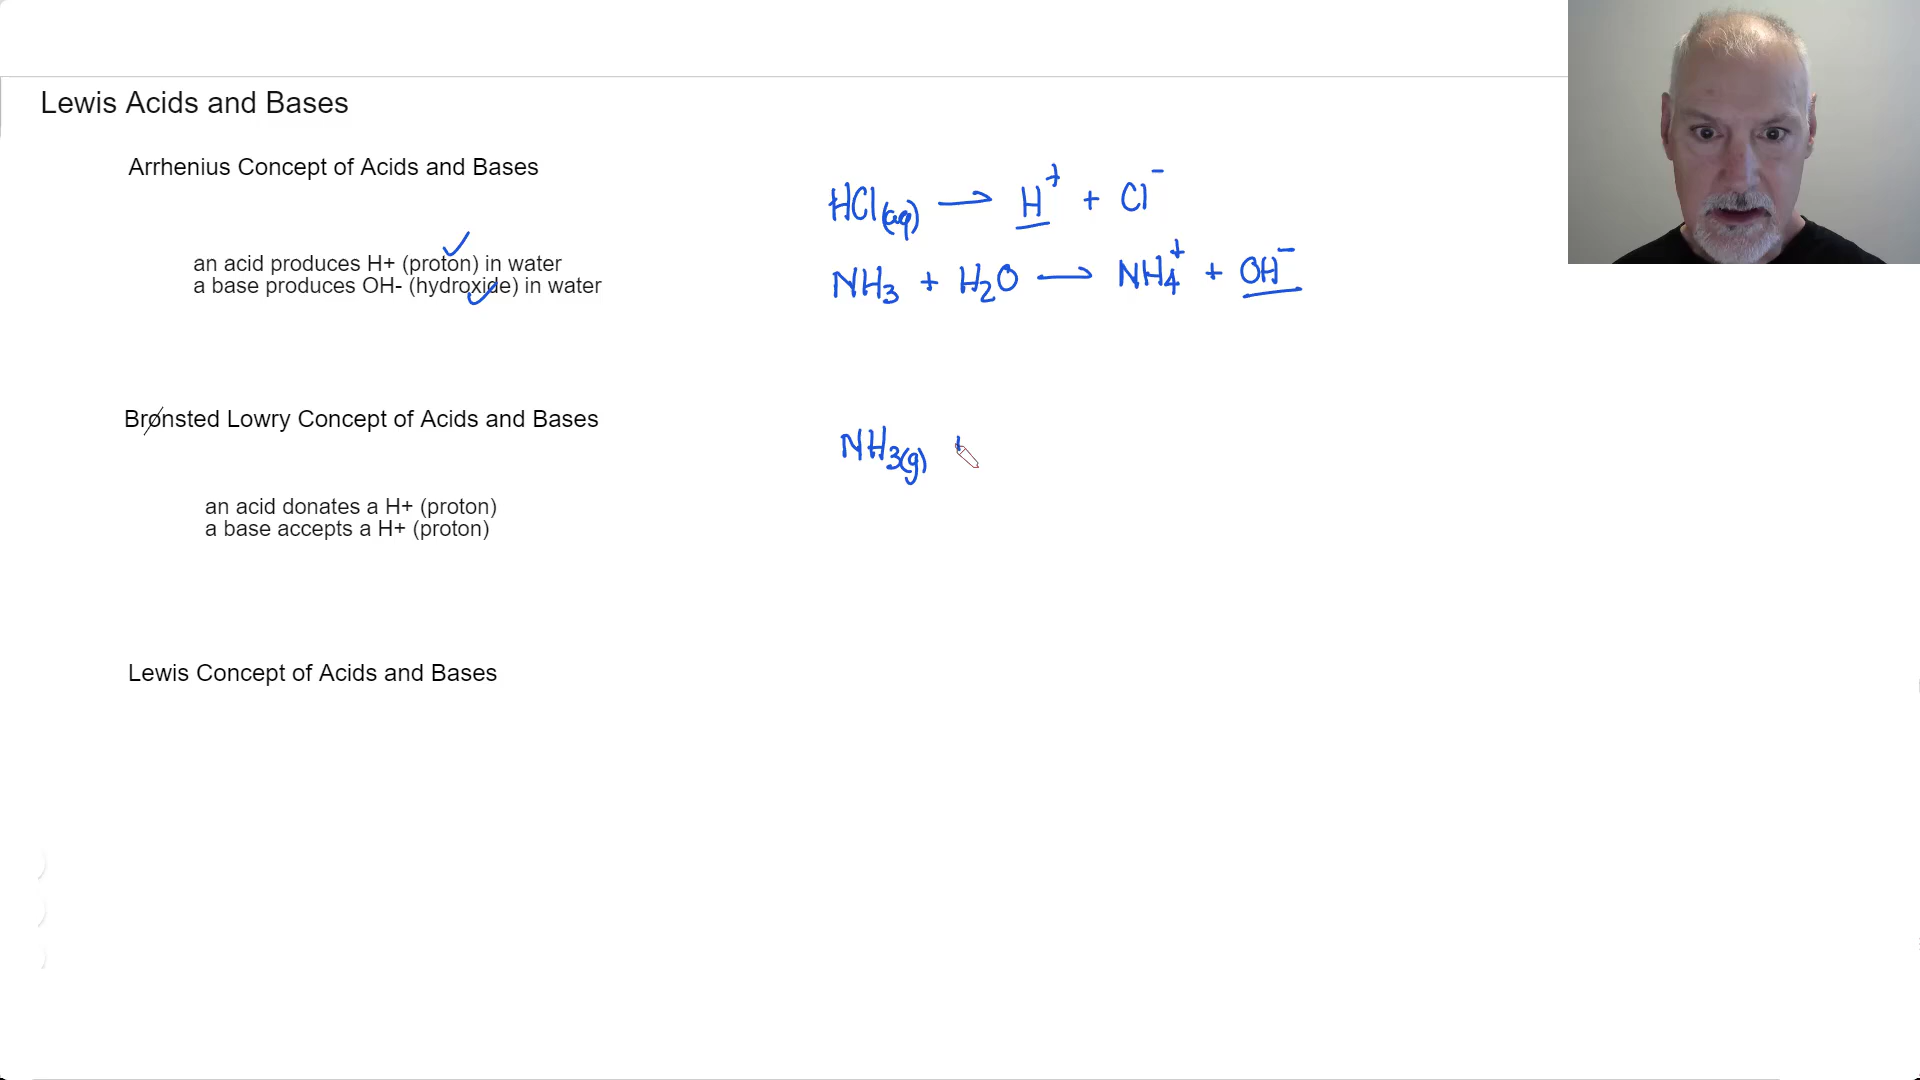 Lewis Acids and Bases
Arrhenius Concept of Acids and Bases
HCl(aq) → H⁺ + Cl⁻
an acid produces H+ (proton) in water
a base produces OH- (hydroxide) in water
NH₃ + H₂O → NH₄⁺ + OH⁻
Brønsted Lowry Concept of Acids and Bases
NH₃(g) +
an acid donates a H+ (proton)
a base accepts a H+ (proton)
Lewis Concept of Acids and Bases